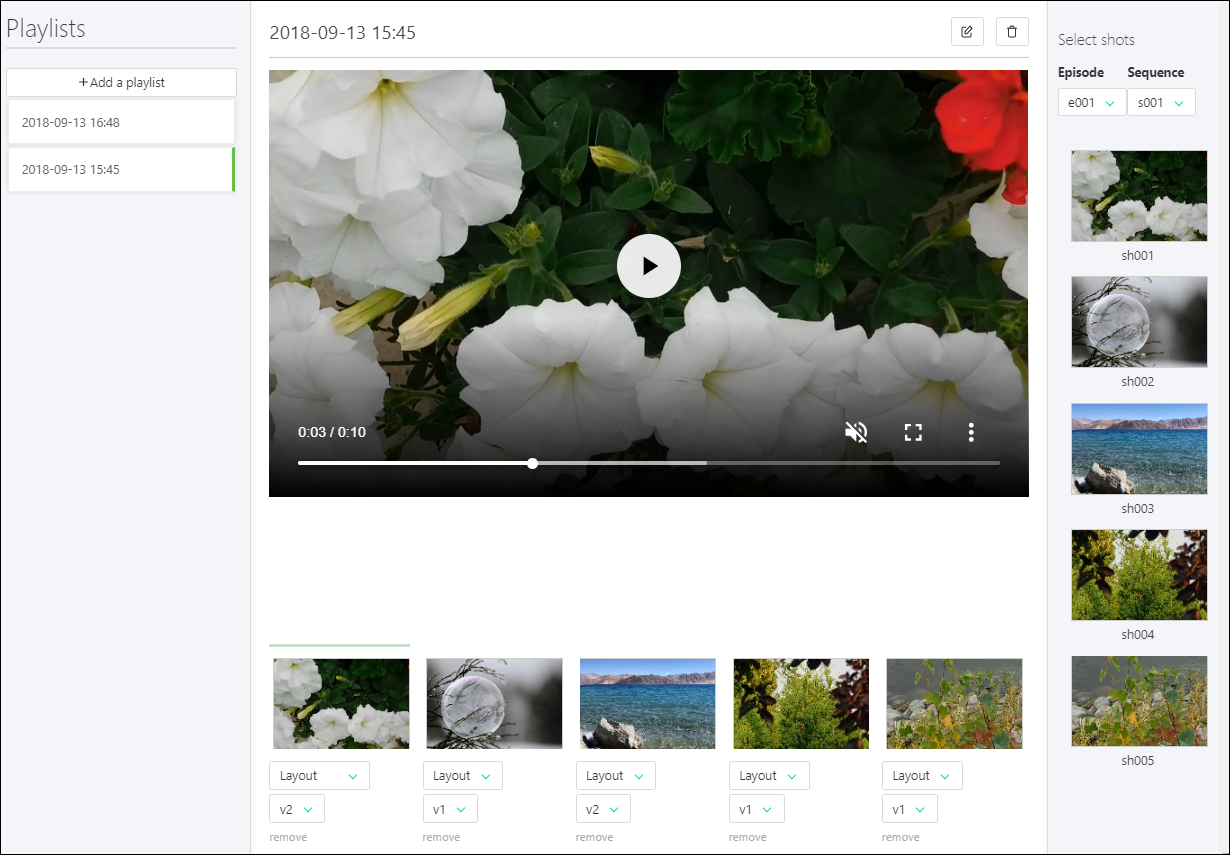 Playlists
+Add a playlist
2018-09-13 16:48
2018-09-13 15:45
2018-09-13 15:45
0:03 / 0:10
Layout Layout Layout Layout Layout
v2 v1 v2 v1 v1
remove remove remove remove remove
Select shots
Episode Sequence
e001 s001
sh001
sh002
sh003
sh004
sh005